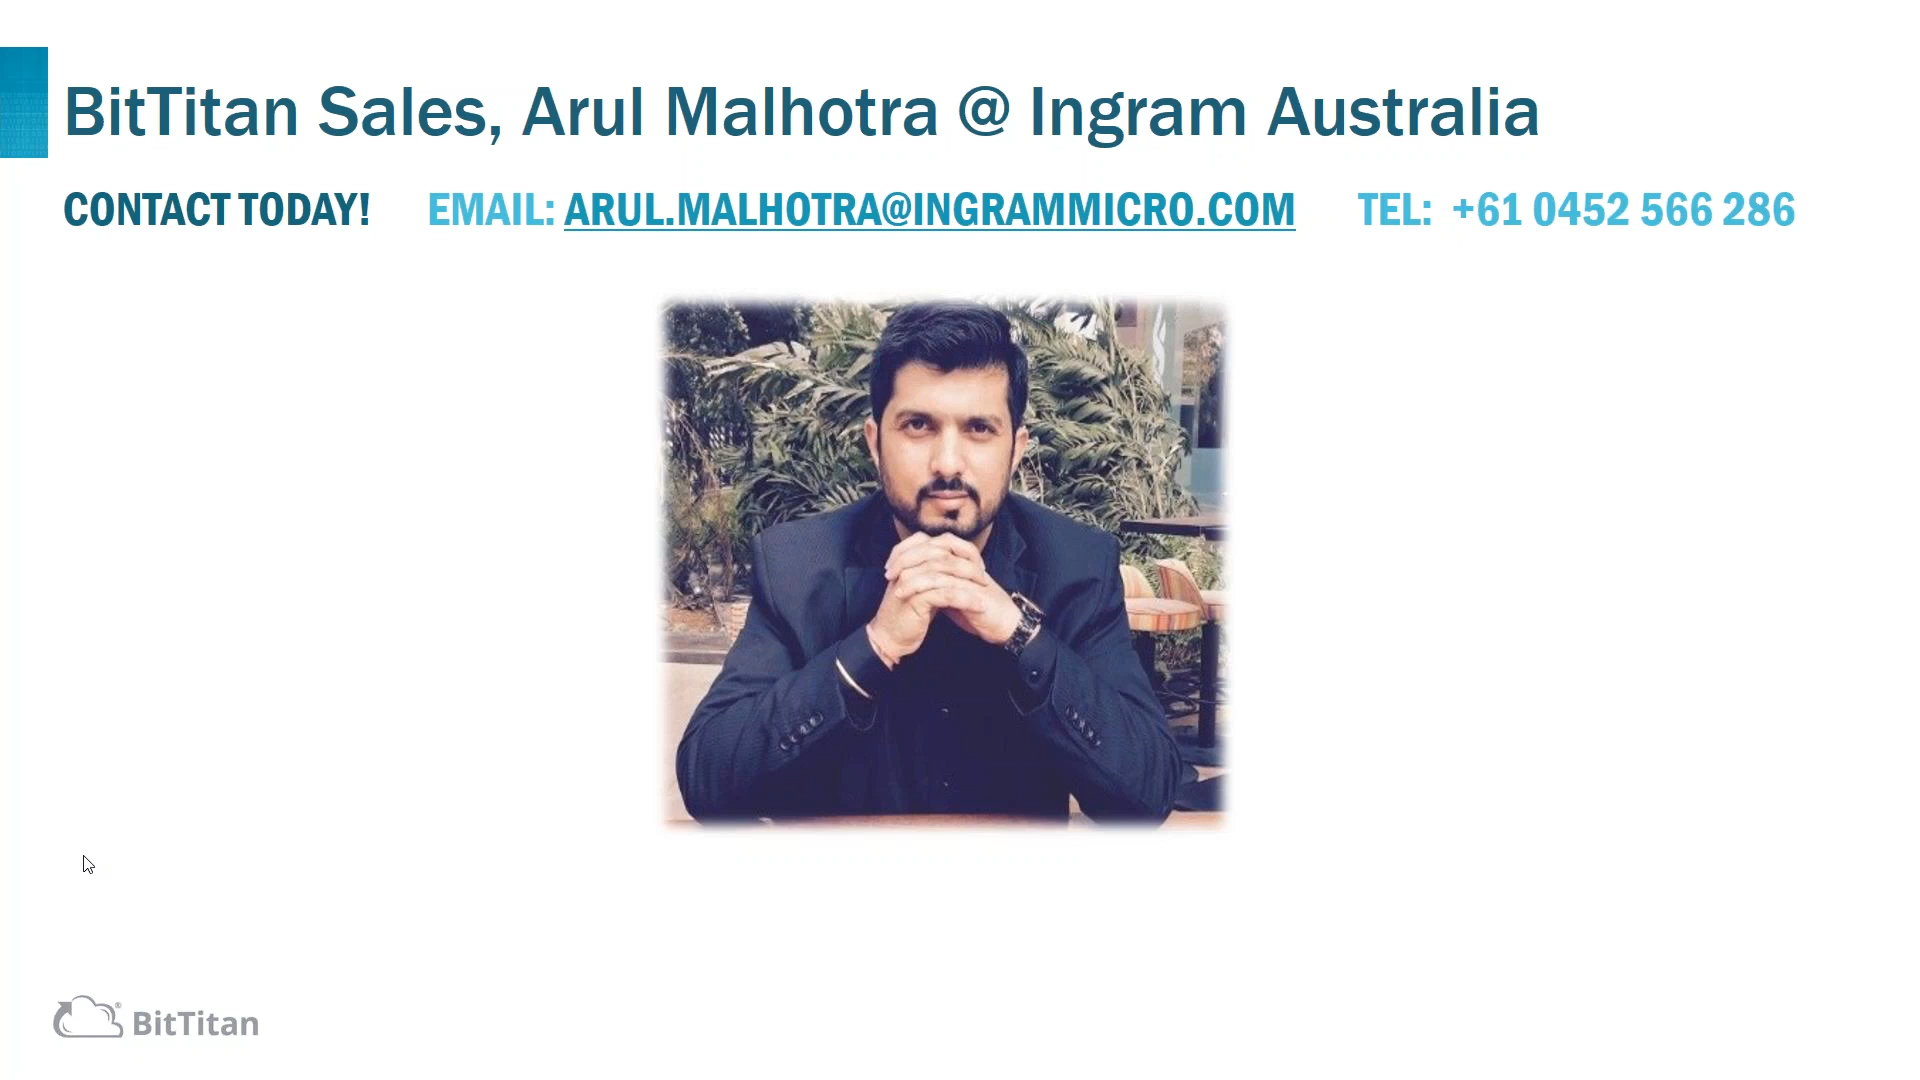 BitTitan Sales, Arul Malhotra @ Ingram Australia
CONTACT TODAY! EMAIL: ARUL.MALHOTRA@INGRAMMICRO.COM TEL: +61 0452 566 286
BitTitan